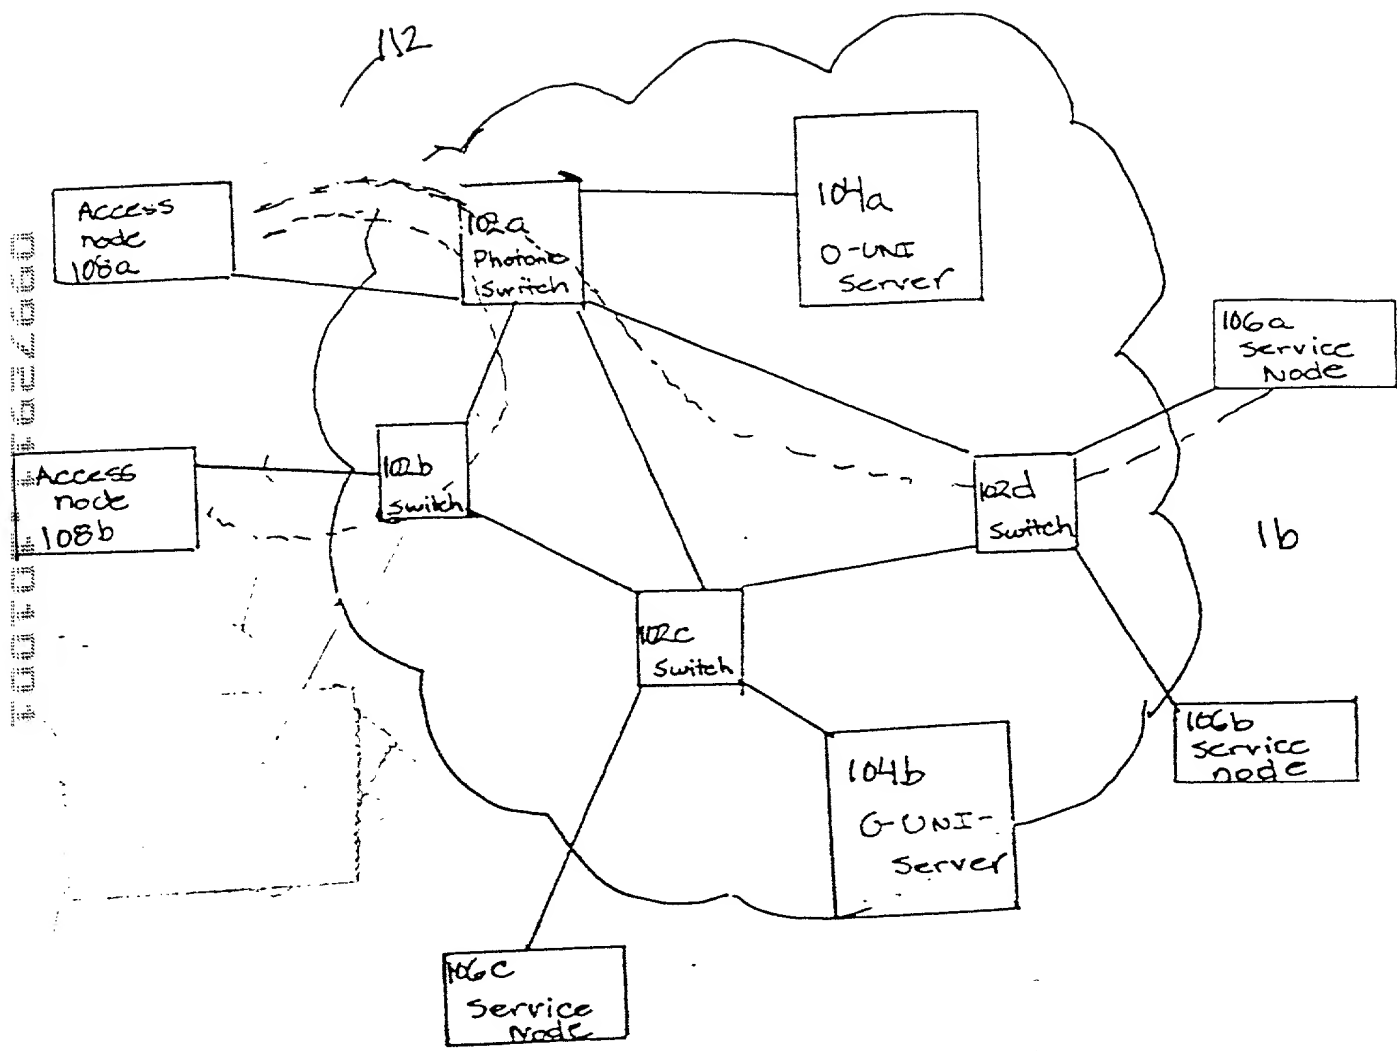 112
Access
node
108a
102a
Photonic
Switch
104a
O-UNI
Server
106a
Service
Node
Access
node
108b
102b
Switch
102d
Switch
1b
102c
Switch
106b
Service
node
104b
O-UNI-
Server
106c
Service
Node